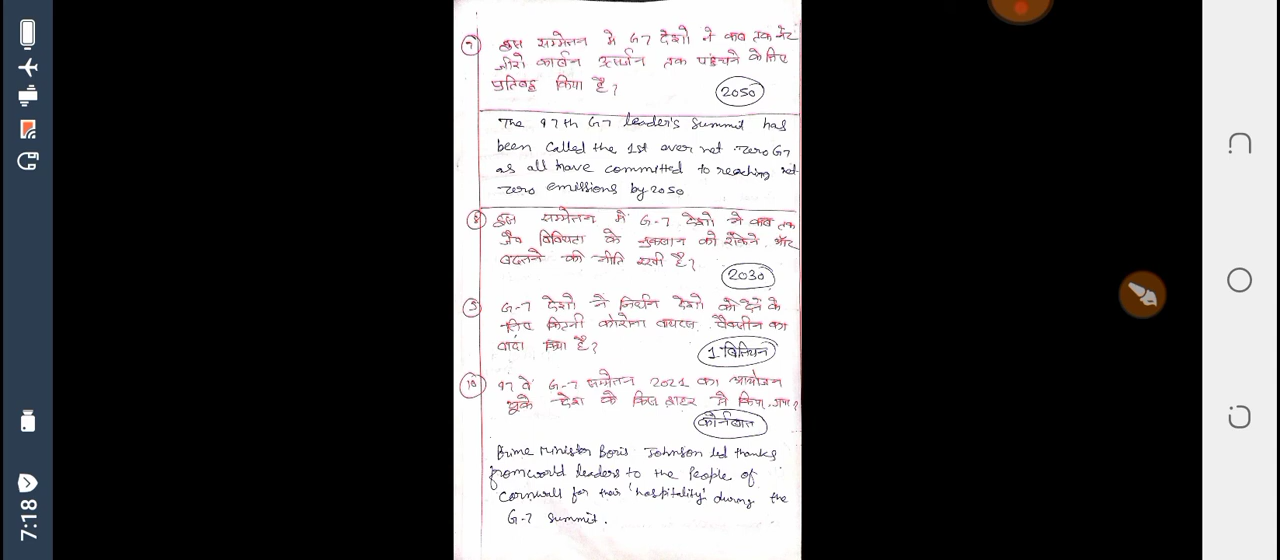 7 इस सम्मेलन में G7 देशो ने कब तक नेट
जीरो कार्बन उत्सर्जन तक पहुंचने के लिए
प्रतिबद्ध किया है?
2050
The 47th G7 leader's Summit has
been called the 1st ever net zero G7
as all have committed to reaching net
zero emissions by 2050
8 इस सम्मेलन में G-7 देशो ने कब तक
जैव विविधता के नुकसान को रोकने और
बदलने की नीति रखी है?
2030
9 G-7 देशो ने निर्धन देशो को देने के
लिए कितनी कोरोना वायरस वैक्सीन का
वादा किया है?
1 बिलियन
10 47 वे G-7 सम्मेलन 2021 का आयोजन
यूके देश के किस शहर मे किया गया?
कॉर्नवाल
Prime Minister Boris Johnson led thanks
from world leaders to the People of
Cornwall for their 'hospitality' during the
G-7 Summit.
7:18